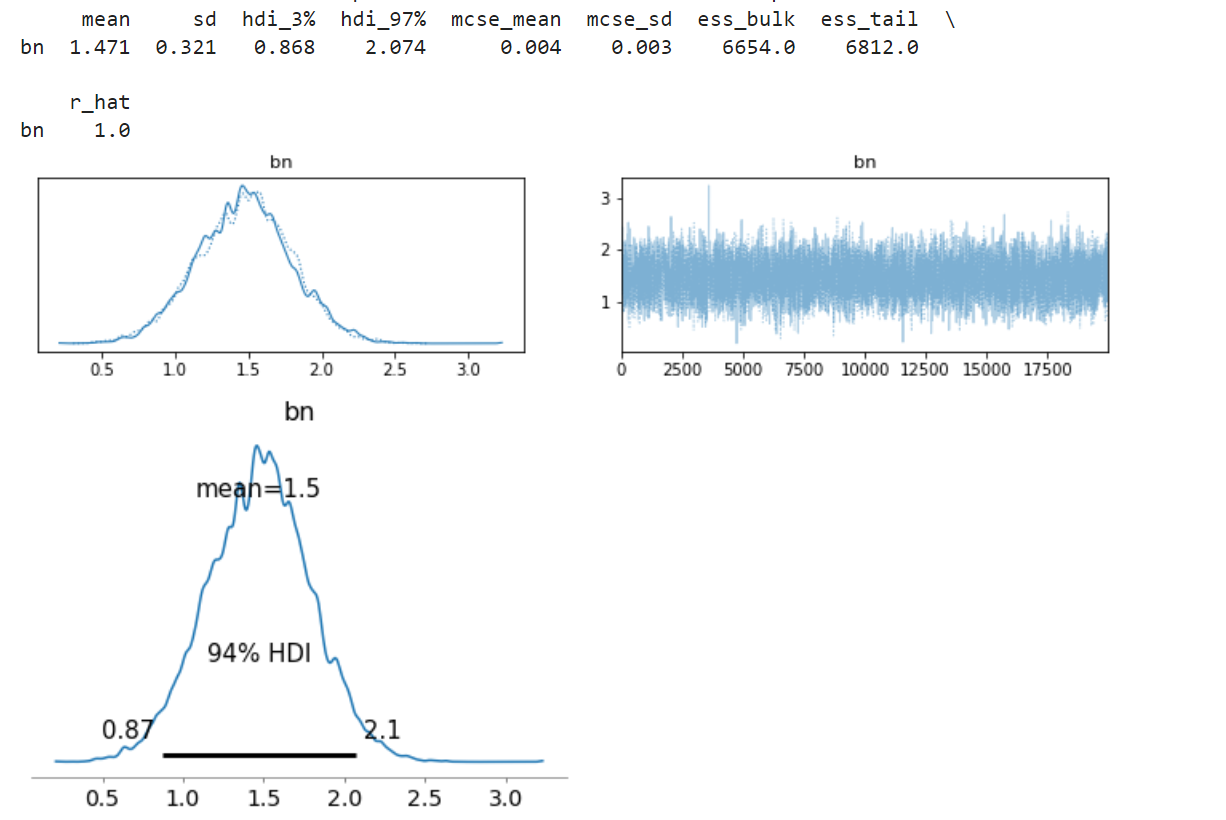 mean sd hdi_3% hdi_97% mcse_mean mcse_sd ess_bulk ess_tail \
bn 1.471 0.321 0.868 2.074 0.004 0.003 6654.0 6812.0
r_hat
bn 1.0
bn
0.5 1.0 1.5 2.0 2.5 3.0
bn
3
2
1
0 2500 5000 7500 10000 12500 15000 17500
bn
mean=1.5
94% HDI
0.87 2.1
0.5 1.0 1.5 2.0 2.5 3.0